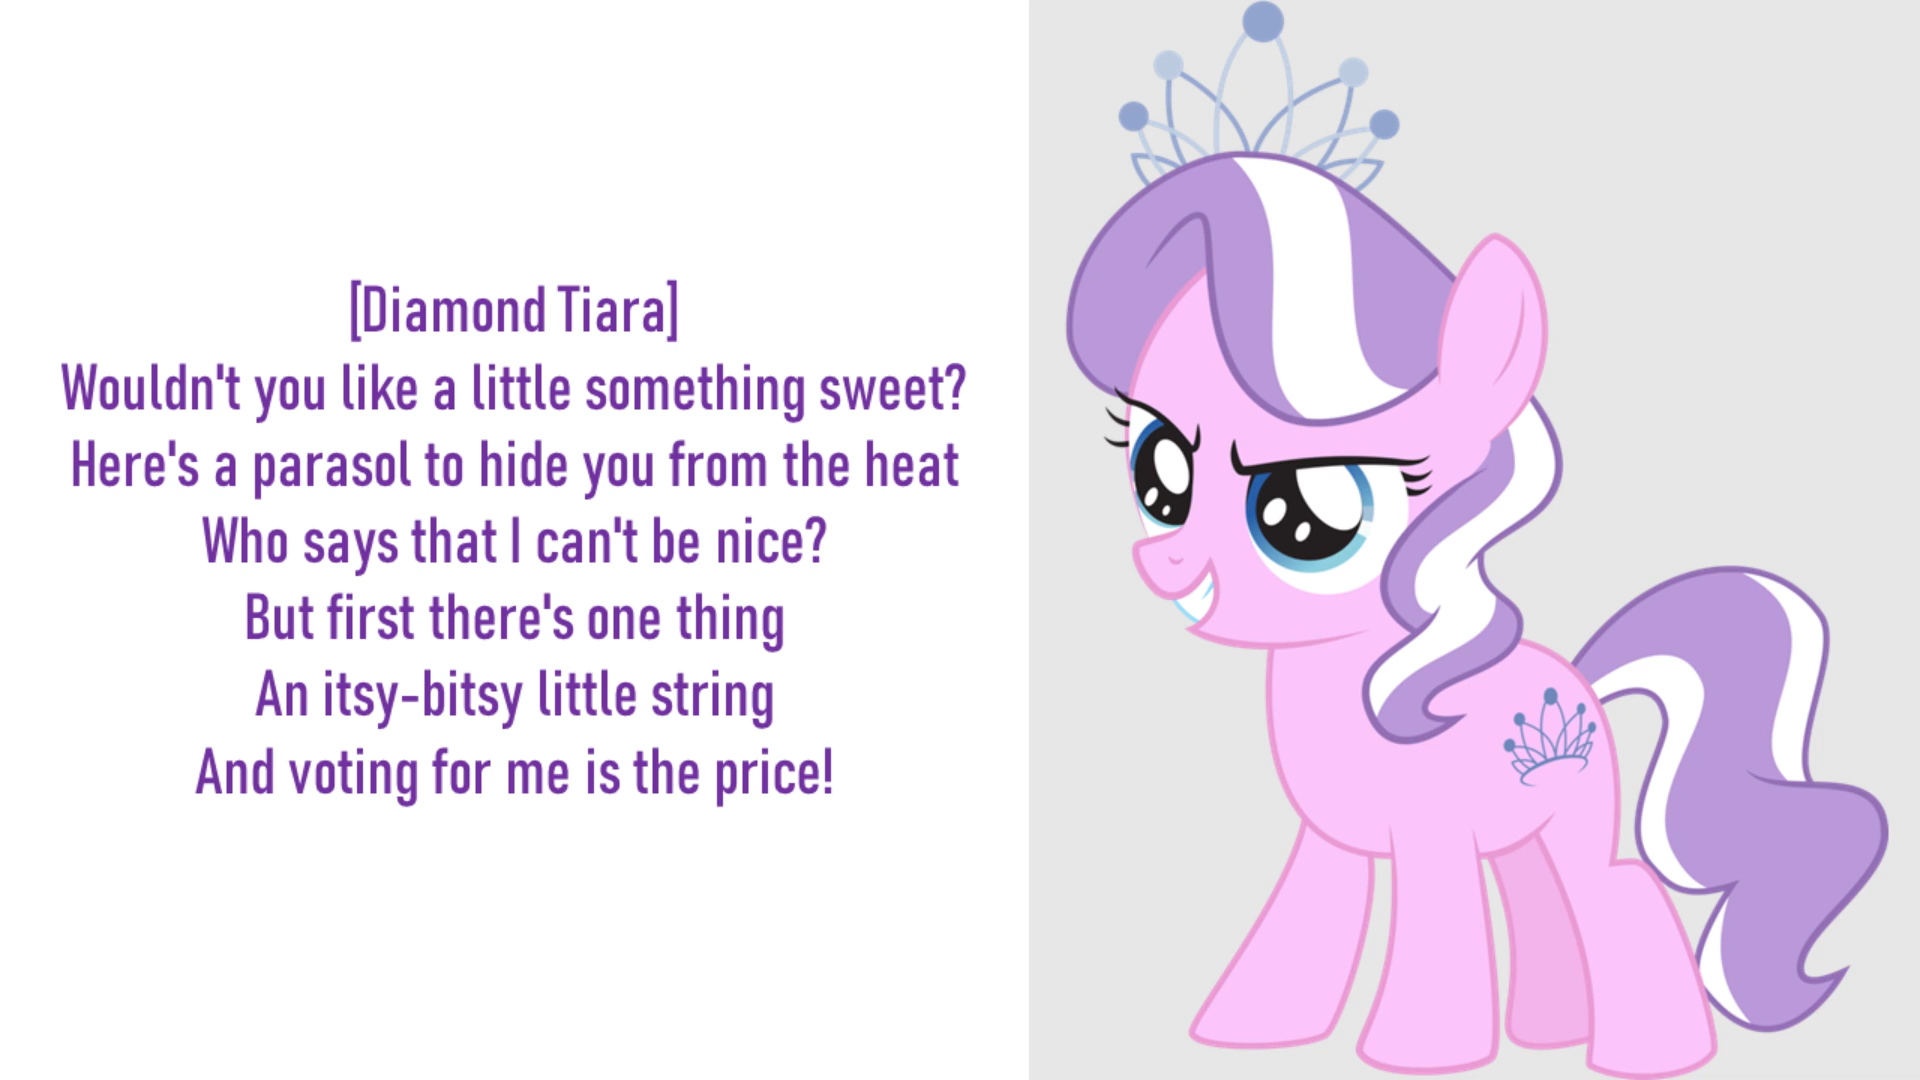 [Diamond Tiara]
Wouldn't you like a little something sweet?
Here's a parasol to hide you from the heat
Who says that I can't be nice?
But first there's one thing
An itsy-bitsy little string
And voting for me is the price!